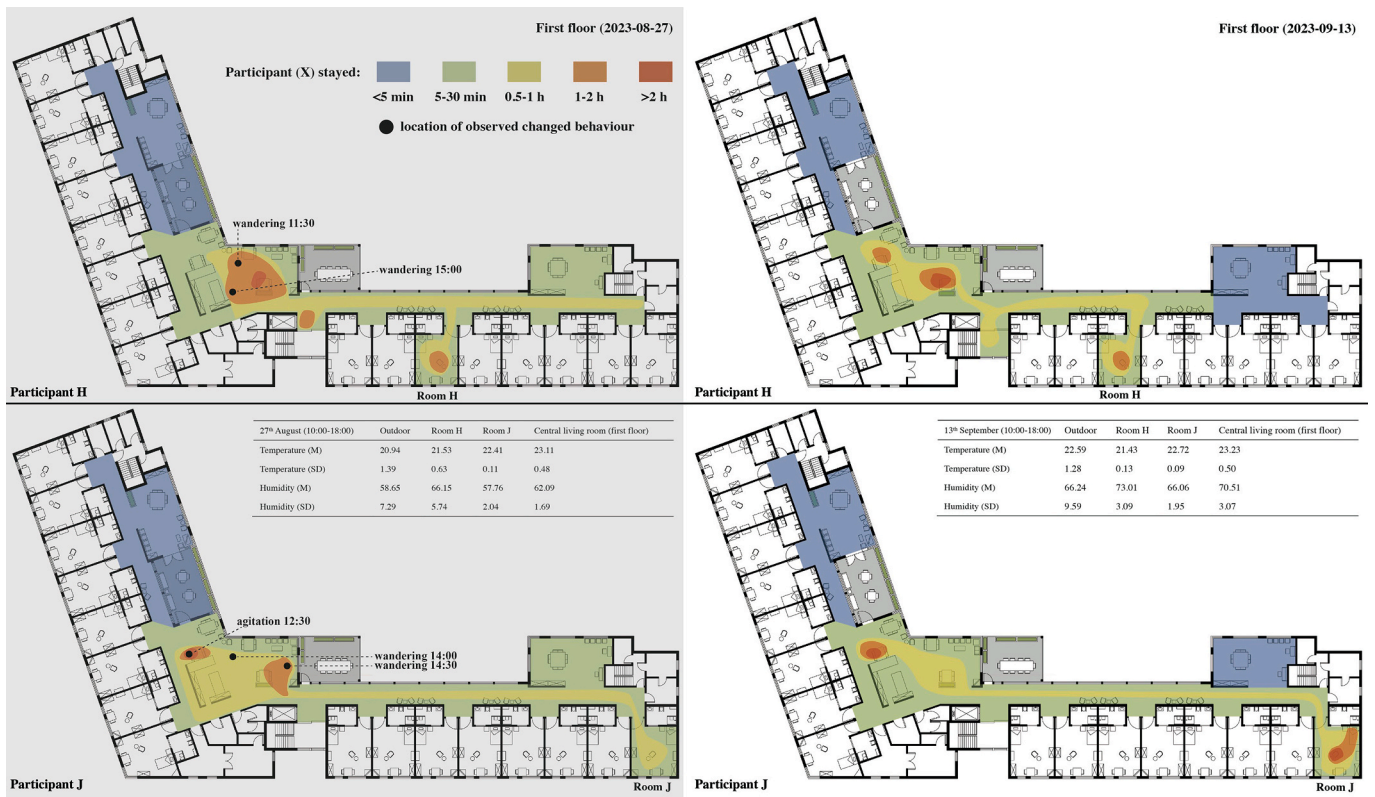 First floor (2023-08-27)
Participant (X) stayed:
<5 min 5-30 min 0.5-1 h 1-2 h >2 h
location of observed changed behaviour
wandering 11:30
wandering 15:00
Participant H
Room H
First floor (2023-09-13)
Participant H
Room H
27th August (10:00-18:00) Outdoor Room H Room J Central living room (first floor)
Temperature (M) 20.94 21.53 22.41 23.11
Temperature (SD) 1.39 0.63 0.11 0.48
Humidity (M) 58.65 66.15 57.76 62.09
Humidity (SD) 7.29 5.74 2.04 1.69
agitation 12:30
wandering 14:00
wandering 14:30
Participant J
Room J
13th September (10:00-18:00) Outdoor Room H Room J Central living room (first floor)
Temperature (M) 22.59 21.43 22.72 23.23
Temperature (SD) 1.28 0.13 0.09 0.50
Humidity (M) 66.24 73.01 66.06 70.51
Humidity (SD) 9.59 3.09 1.95 3.07
Participant J
Room J